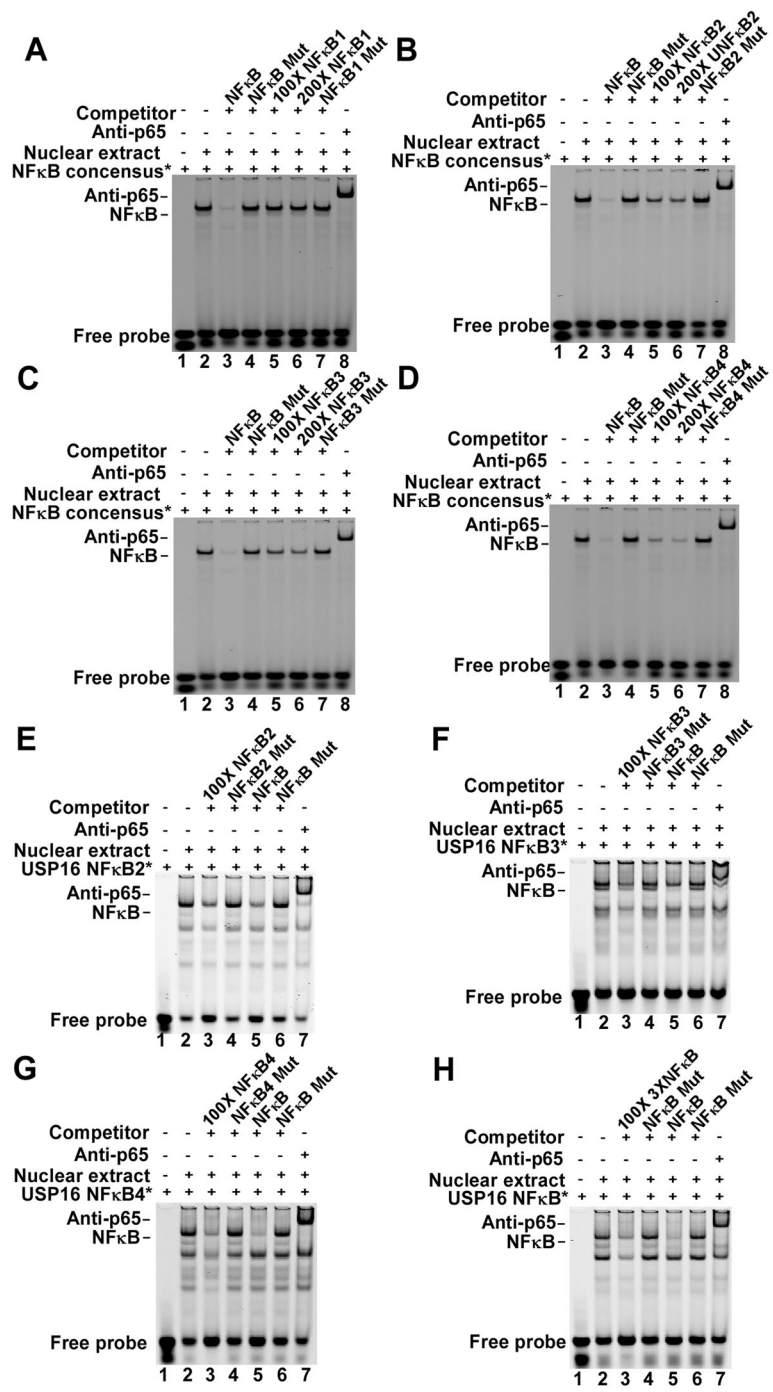 A
NFκB
NFκB Mut
100X NFκB1
200X NFκB1
NFκB1 Mut
Competitor - - + + + + + -
Anti-p65 - - - - - - - +
Nuclear extract - + + + + + + +
NFκB concensus* + + + + + + + +
Anti-p65-
NFκB -
Free probe
1 2 3 4 5 6 7 8
B
NFκB
NFκB Mut
100X NFκB2
200X UNFκB2
NFκB2 Mut
Competitor - - + + + + + -
Anti-p65 - - - - - - - +
Nuclear extract - + + + + + + +
NFκB concensus* + + + + + + + +
Anti-p65-
NFκB -
Free probe
1 2 3 4 5 6 7 8
C
NFκB
NFκB Mut
100X NFκB3
200X NFκB3
NFκB3 Mut
Competitor - - + + + + + -
Anti-p65 - - - - - - - +
Nuclear extract - + + + + + + +
NFκB concensus* + + + + + + + +
Anti-p65-
NFκB -
Free probe
1 2 3 4 5 6 7 8
D
NFκB
NFκB Mut
100X NFκB4
200X NFκB4
NFκB4 Mut
Competitor - - + + + + + -
Anti-p65 - - - - - - - +
Nuclear extract - + + + + + + +
NFκB concensus* + + + + + + + +
Anti-p65-
NFκB -
Free probe
1 2 3 4 5 6 7 8
E
100X NFκB2
NFκB2 Mut
NFκB
NFκB Mut
Competitor - - + + + + -
Anti-p65 - - - - - - +
Nuclear extract - + + + + + +
USP16 NFκB2* + + + + + + +
Anti-p65-
NFκB -
Free probe
1 2 3 4 5 6 7
F
100X NFκB3
NFκB3 Mut
NFκB
NFκB Mut
Competitor - - + + + + -
Anti-p65 - - - - - - +
Nuclear extract - + + + + + +
USP16 NFκB3* + + + + + + +
Anti-p65-
NFκB -
Free probe
1 2 3 4 5 6 7
G
100X NFκB4
NFκB4 Mut
NFκB
NFκB Mut
Competitor - - + + + + -
Anti-p65 - - - - - - +
Nuclear extract - + + + + + +
USP16 NFκB4* + + + + + + +
Anti-p65-
NFκB -
Free probe
1 2 3 4 5 6 7
H
100X 3XNFκB
NFκB Mut
NFκB
NFκB Mut
Competitor - - + + + + -
Anti-p65 - - - - - - +
Nuclear extract - + + + + + +
USP16 NFκB* + + + + + + +
Anti-p65-
NFκB -
Free probe
1 2 3 4 5 6 7